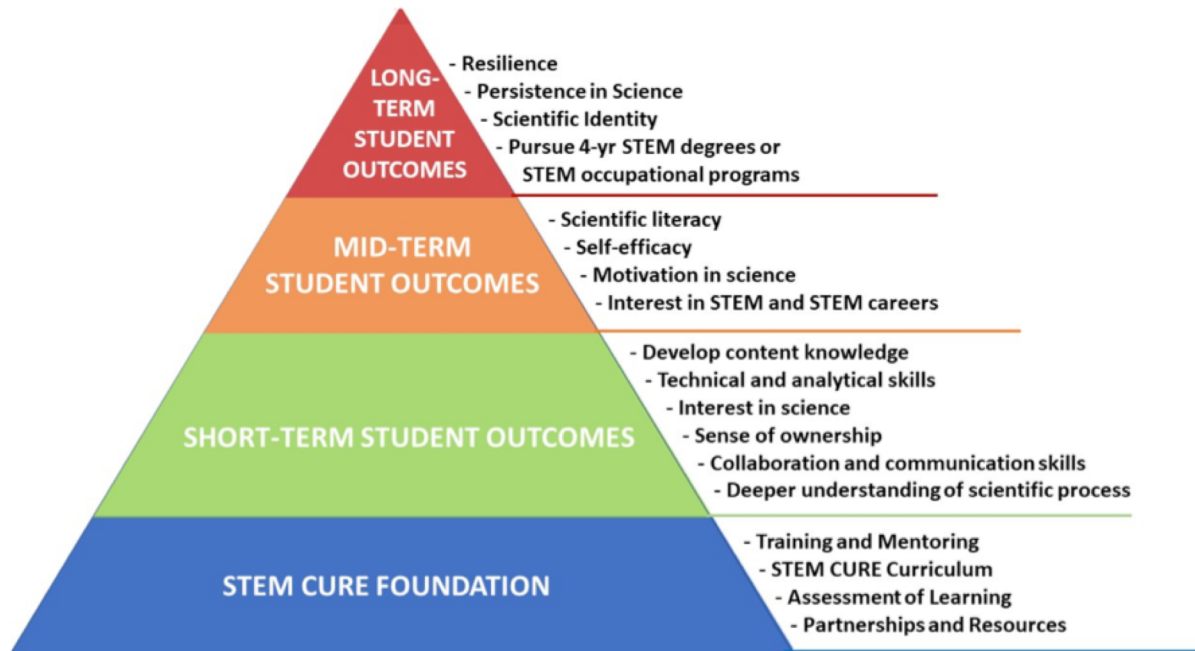 LONG-
TERM
STUDENT
OUTCOMES
- Resilience
- Persistence in Science
- Scientific Identity
- Pursue 4-yr STEM degrees or
STEM occupational programs
MID-TERM
STUDENT OUTCOMES
- Scientific literacy
- Self-efficacy
- Motivation in science
- Interest in STEM and STEM careers
SHORT-TERM STUDENT OUTCOMES
- Develop content knowledge
- Technical and analytical skills
- Interest in science
- Sense of ownership
- Collaboration and communication skills
- Deeper understanding of scientific process
STEM CURE FOUNDATION
- Training and Mentoring
- STEM CURE Curriculum
- Assessment of Learning
- Partnerships and Resources